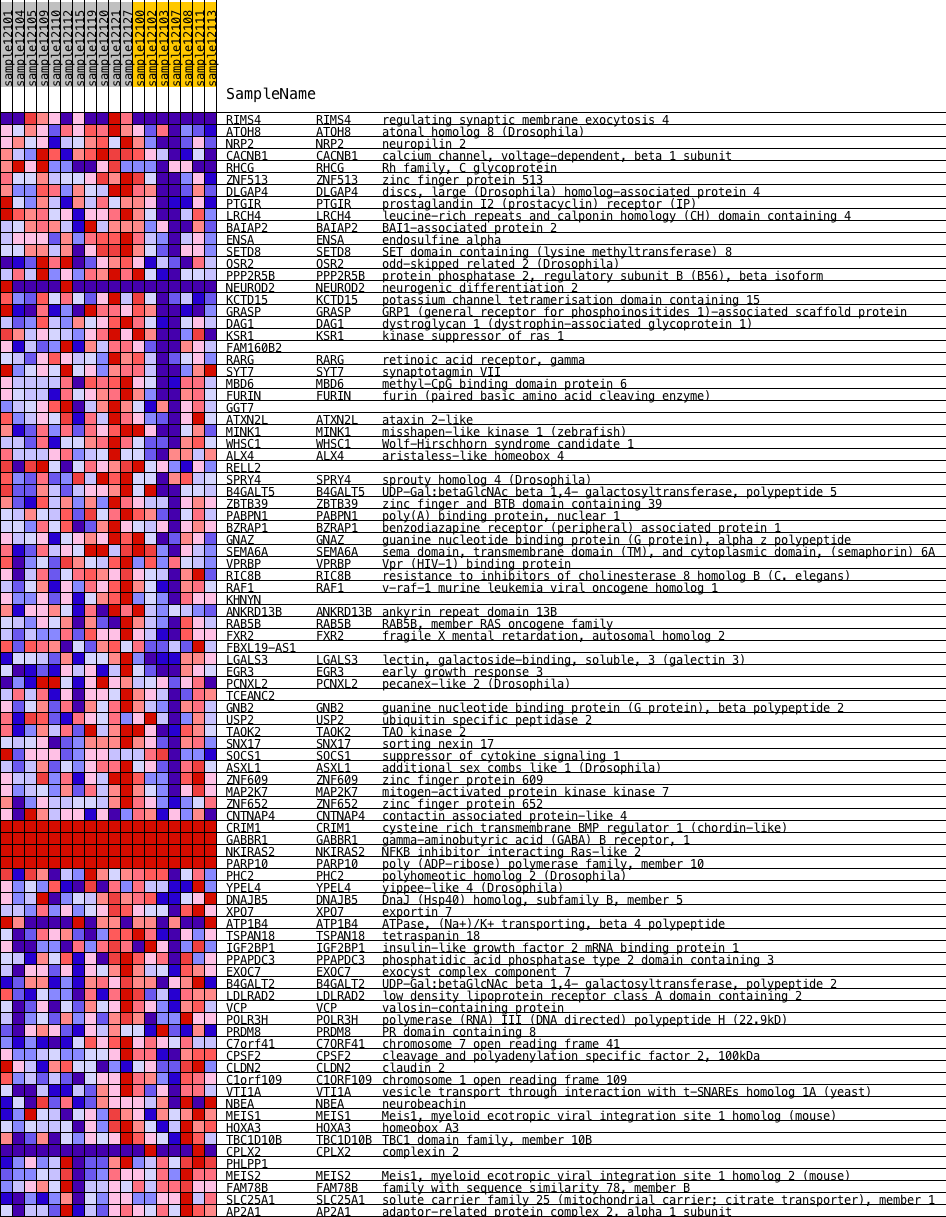 sample12101
sample12104
sample12105
sample12109
sample12110
sample12112
sample12115
sample12119
sample12120
sample12121
sample12127
sample12100
sample12102
sample12103
sample12107
sample12108
sample12111
sample12113
SampleName
RIMS4 RIMS4 regulating synaptic membrane exocytosis 4
ATOH8 ATOH8 atonal homolog 8 (Drosophila)
NRP2 NRP2 neuropilin 2
CACNB1 CACNB1 calcium channel, voltage-dependent, beta 1 subunit
RHCG RHCG Rh family, C glycoprotein
ZNF513 ZNF513 zinc finger protein 513
DLGAP4 DLGAP4 discs, large (Drosophila) homolog-associated protein 4
PTGIR PTGIR prostaglandin I2 (prostacyclin) receptor (IP)
LRCH4 LRCH4 leucine-rich repeats and calponin homology (CH) domain containing 4
BAIAP2 BAIAP2 BAI1-associated protein 2
ENSA ENSA endosulfine alpha
SETD8 SETD8 SET domain containing (lysine methyltransferase) 8
OSR2 OSR2 odd-skipped related 2 (Drosophila)
PPP2R5B PPP2R5B protein phosphatase 2, regulatory subunit B (B56), beta isoform
NEUROD2 NEUROD2 neurogenic differentiation 2
KCTD15 KCTD15 potassium channel tetramerisation domain containing 15
GRASP GRASP GRP1 (general receptor for phosphoinositides 1)-associated scaffold protein
DAG1 DAG1 dystroglycan 1 (dystrophin-associated glycoprotein 1)
KSR1 KSR1 kinase suppressor of ras 1
FAM160B2
RARG RARG retinoic acid receptor, gamma
SYT7 SYT7 synaptotagmin VII
MBD6 MBD6 methyl-CpG binding domain protein 6
FURIN FURIN furin (paired basic amino acid cleaving enzyme)
GGT7
ATXN2L ATXN2L ataxin 2-like
MINK1 MINK1 misshapen-like kinase 1 (zebrafish)
WHSC1 WHSC1 Wolf-Hirschhorn syndrome candidate 1
ALX4 ALX4 aristaless-like homeobox 4
RELL2
SPRY4 SPRY4 sprouty homolog 4 (Drosophila)
B4GALT5 B4GALT5 UDP-Gal:betaGlcNAc beta 1,4- galactosyltransferase, polypeptide 5
ZBTB39 ZBTB39 zinc finger and BTB domain containing 39
PABPN1 PABPN1 poly(A) binding protein, nuclear 1
BZRAP1 BZRAP1 benzodiazapine receptor (peripheral) associated protein 1
GNAZ GNAZ guanine nucleotide binding protein (G protein), alpha z polypeptide
SEMA6A SEMA6A sema domain, transmembrane domain (TM), and cytoplasmic domain, (semaphorin) 6A
VPRBP VPRBP Vpr (HIV-1) binding protein
RIC8B RIC8B resistance to inhibitors of cholinesterase 8 homolog B (C. elegans)
RAF1 RAF1 v-raf-1 murine leukemia viral oncogene homolog 1
KHNYN
ANKRD13B ANKRD13B ankyrin repeat domain 13B
RAB5B RAB5B RAB5B, member RAS oncogene family
FXR2 FXR2 fragile X mental retardation, autosomal homolog 2
FBXL19-AS1
LGALS3 LGALS3 lectin, galactoside-binding, soluble, 3 (galectin 3)
EGR3 EGR3 early growth response 3
PCNXL2 PCNXL2 pecanex-like 2 (Drosophila)
TCEANC2
GNB2 GNB2 guanine nucleotide binding protein (G protein), beta polypeptide 2
USP2 USP2 ubiquitin specific peptidase 2
TAOK2 TAOK2 TAO kinase 2
SNX17 SNX17 sorting nexin 17
SOCS1 SOCS1 suppressor of cytokine signaling 1
ASXL1 ASXL1 additional sex combs like 1 (Drosophila)
ZNF609 ZNF609 zinc finger protein 609
MAP2K7 MAP2K7 mitogen-activated protein kinase kinase 7
ZNF652 ZNF652 zinc finger protein 652
CNTNAP4 CNTNAP4 contactin associated protein-like 4
CRIM1 CRIM1 cysteine rich transmembrane BMP regulator 1 (chordin-like)
GABBR1 GABBR1 gamma-aminobutyric acid (GABA) B receptor, 1
NKIRAS2 NKIRAS2 NFKB inhibitor interacting Ras-like 2
PARP10 PARP10 poly (ADP-ribose) polymerase family, member 10
PHC2 PHC2 polyhomeotic homolog 2 (Drosophila)
YPEL4 YPEL4 yippee-like 4 (Drosophila)
DNAJB5 DNAJB5 DnaJ (Hsp40) homolog, subfamily B, member 5
XPO7 XPO7 exportin 7
ATP1B4 ATP1B4 ATPase, (Na+)/K+ transporting, beta 4 polypeptide
TSPAN18 TSPAN18 tetraspanin 18
IGF2BP1 IGF2BP1 insulin-like growth factor 2 mRNA binding protein 1
PPAPDC3 PPAPDC3 phosphatidic acid phosphatase type 2 domain containing 3
EXOC7 EXOC7 exocyst complex component 7
B4GALT2 B4GALT2 UDP-Gal:betaGlcNAc beta 1,4- galactosyltransferase, polypeptide 2
LDLRAD2 LDLRAD2 low density lipoprotein receptor class A domain containing 2
VCP VCP valosin-containing protein
POLR3H POLR3H polymerase (RNA) III (DNA directed) polypeptide H (22.9kD)
PRDM8 PRDM8 PR domain containing 8
C7orf41 C7ORF41 chromosome 7 open reading frame 41
CPSF2 CPSF2 cleavage and polyadenylation specific factor 2, 100kDa
CLDN2 CLDN2 claudin 2
C1orf109 C1ORF109 chromosome 1 open reading frame 109
VTI1A VTI1A vesicle transport through interaction with t-SNAREs homolog 1A (yeast)
NBEA NBEA neurobeachin
MEIS1 MEIS1 Meis1, myeloid ecotropic viral integration site 1 homolog (mouse)
HOXA3 HOXA3 homeobox A3
TBC1D10B TBC1D10B TBC1 domain family, member 10B
CPLX2 CPLX2 complexin 2
PHLPP1
MEIS2 MEIS2 Meis1, myeloid ecotropic viral integration site 1 homolog 2 (mouse)
FAM78B FAM78B family with sequence similarity 78, member B
SLC25A1 SLC25A1 solute carrier family 25 (mitochondrial carrier; citrate transporter), member 1
AP2A1 AP2A1 adaptor-related protein complex 2, alpha 1 subunit